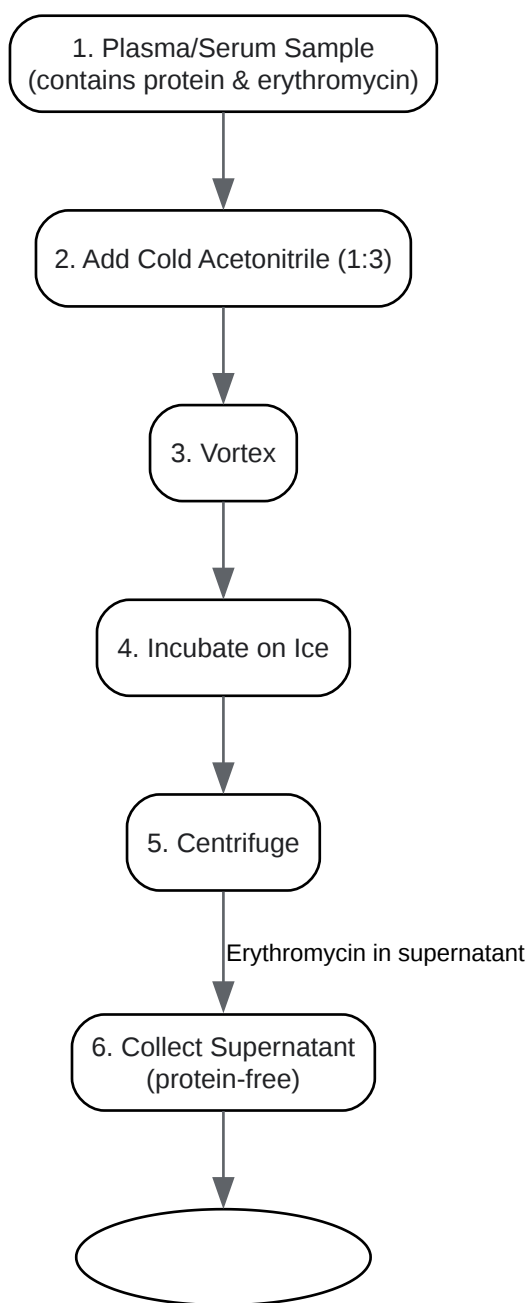 1. Plasma/Serum Sample
(contains protein & erythromycin)
2. Add Cold Acetonitrile (1:3)
3. Vortex
4. Incubate on Ice
5. Centrifuge
Erythromycin in supernatant
6. Collect Supernatant
(protein-free)